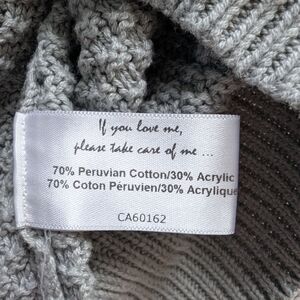 If you love me,
please take care of me ...
70% Peruvian Cotton/30% Acrylic
70% Coton Péruvien/30% Acrylique
CA60162